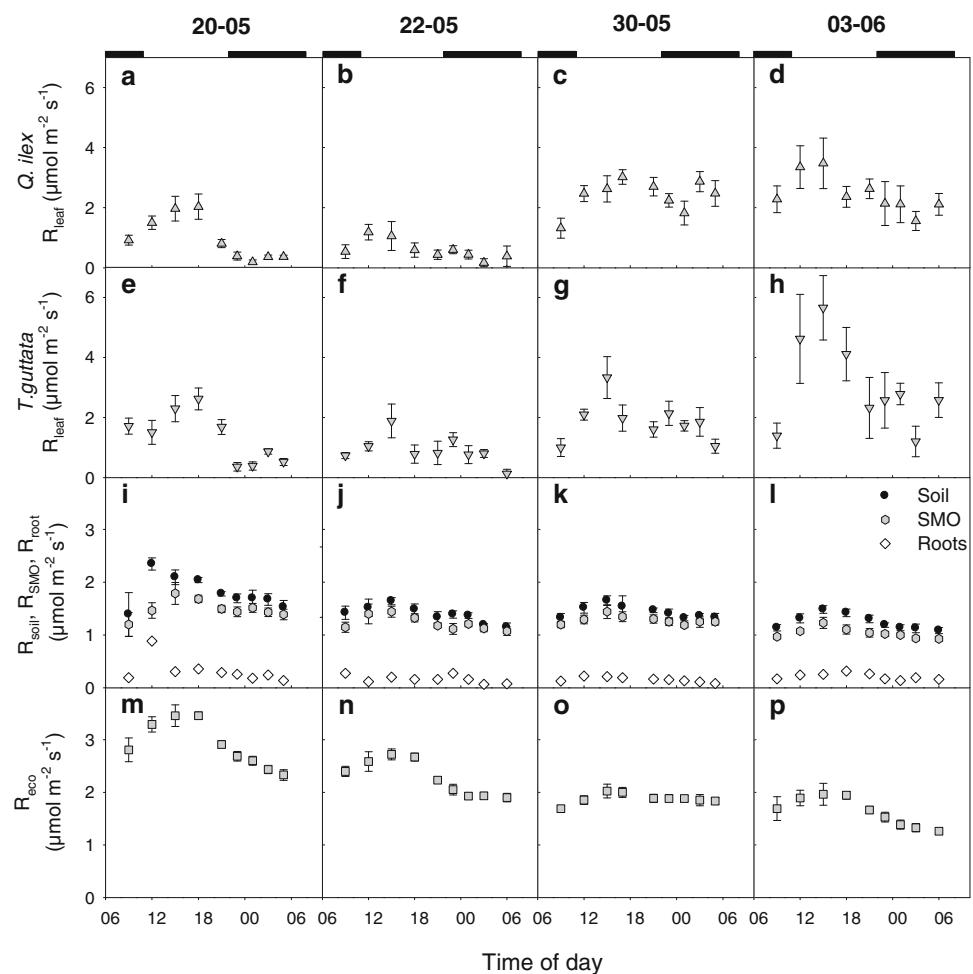 20-05 22-05 30-05 03-06
a b c d
Q. ilex
R_leaf (µmol m⁻² s⁻¹)
6
4
2
0
e f g h
T.guttata
R_leaf (µmol m⁻² s⁻¹)
6
4
2
0
i j k l
Soil
SMO
Roots
R_soil, R_SMO, R_root
(µmol m⁻² s⁻¹)
3
2
1
0
m n o p
R_eco
(µmol m⁻² s⁻¹)
3
2
1
0
06 12 18 00 06 12 18 00 06 12 18 00 06 12 18 00 06
Time of day